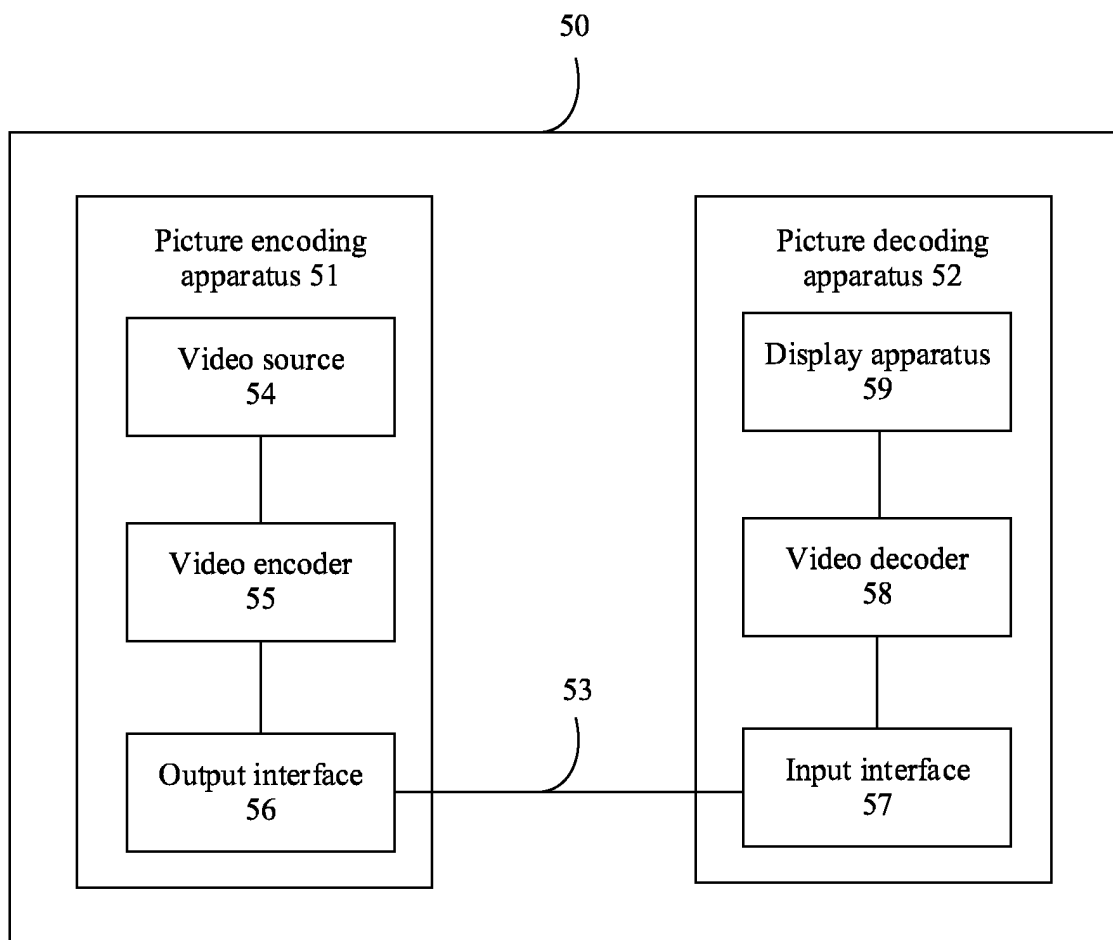 50
Picture encoding
apparatus 51
Video source
54
Video encoder
55
Output interface
56
Picture decoding
apparatus 52
Display apparatus
59
Video decoder
58
Input interface
57
53